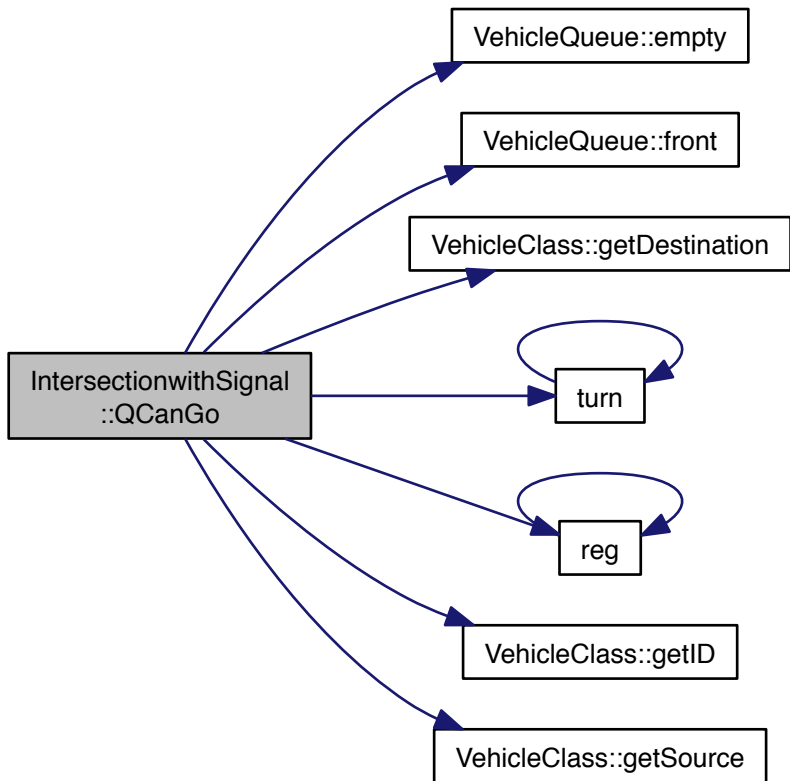 VehicleQueue::empty
VehicleQueue::front
VehicleClass::getDestination
IntersectionwithSignal
::QCanGo
turn
reg
VehicleClass::getID
VehicleClass::getSource